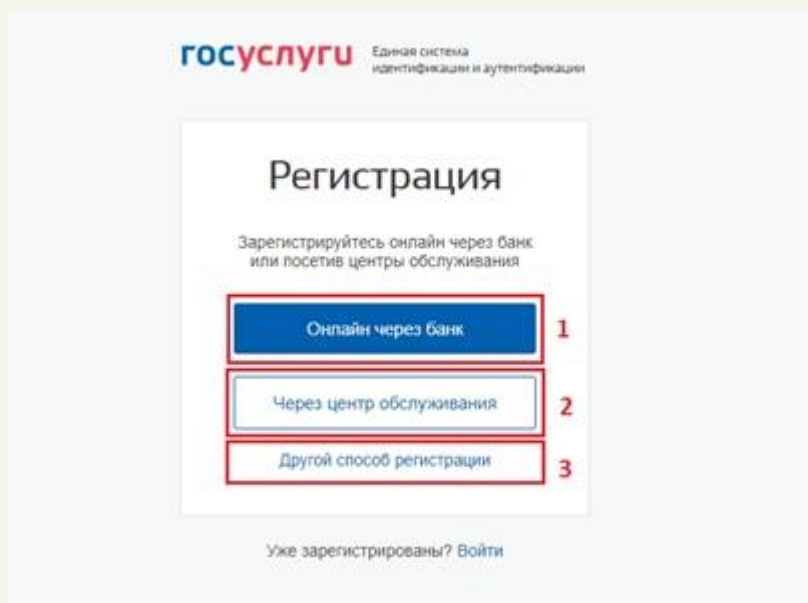 госуслуги
Единая система
идентификации и аутентификации
Регистрация
Зарегистрируйтесь онлайн через банк
или посетив центры обслуживания
Онлайн через банк 1
Через центр обслуживания 2
Другой способ регистрации 3
Уже зарегистрированы? Войти